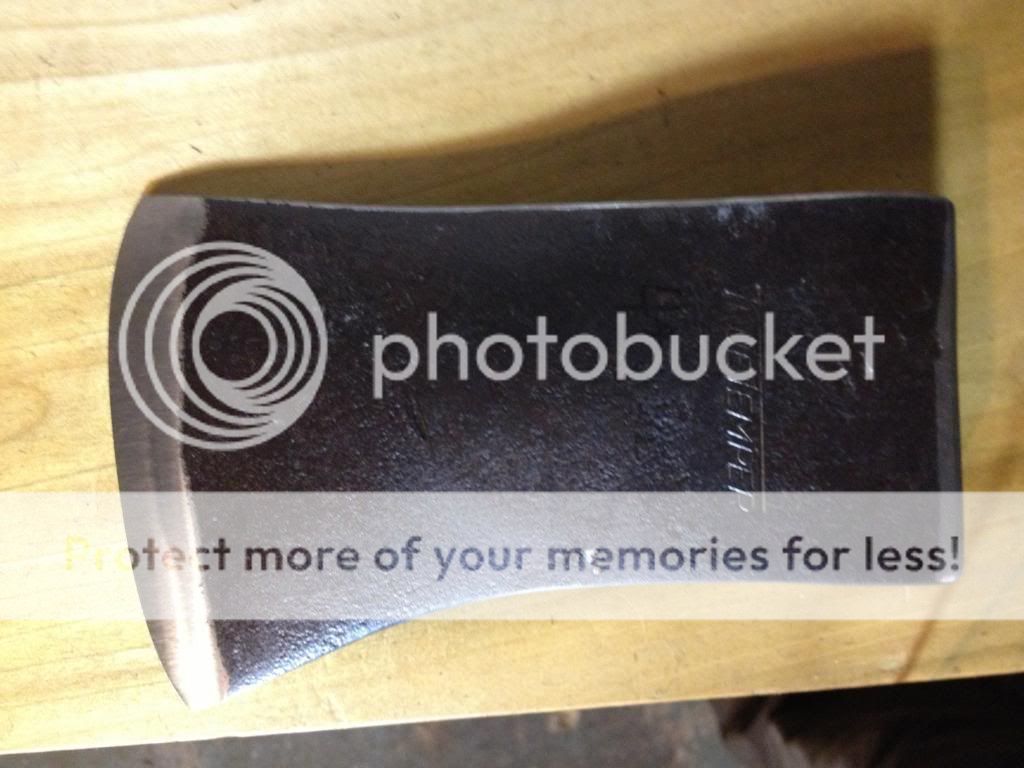 photobucket
Protect more of your memories for less!